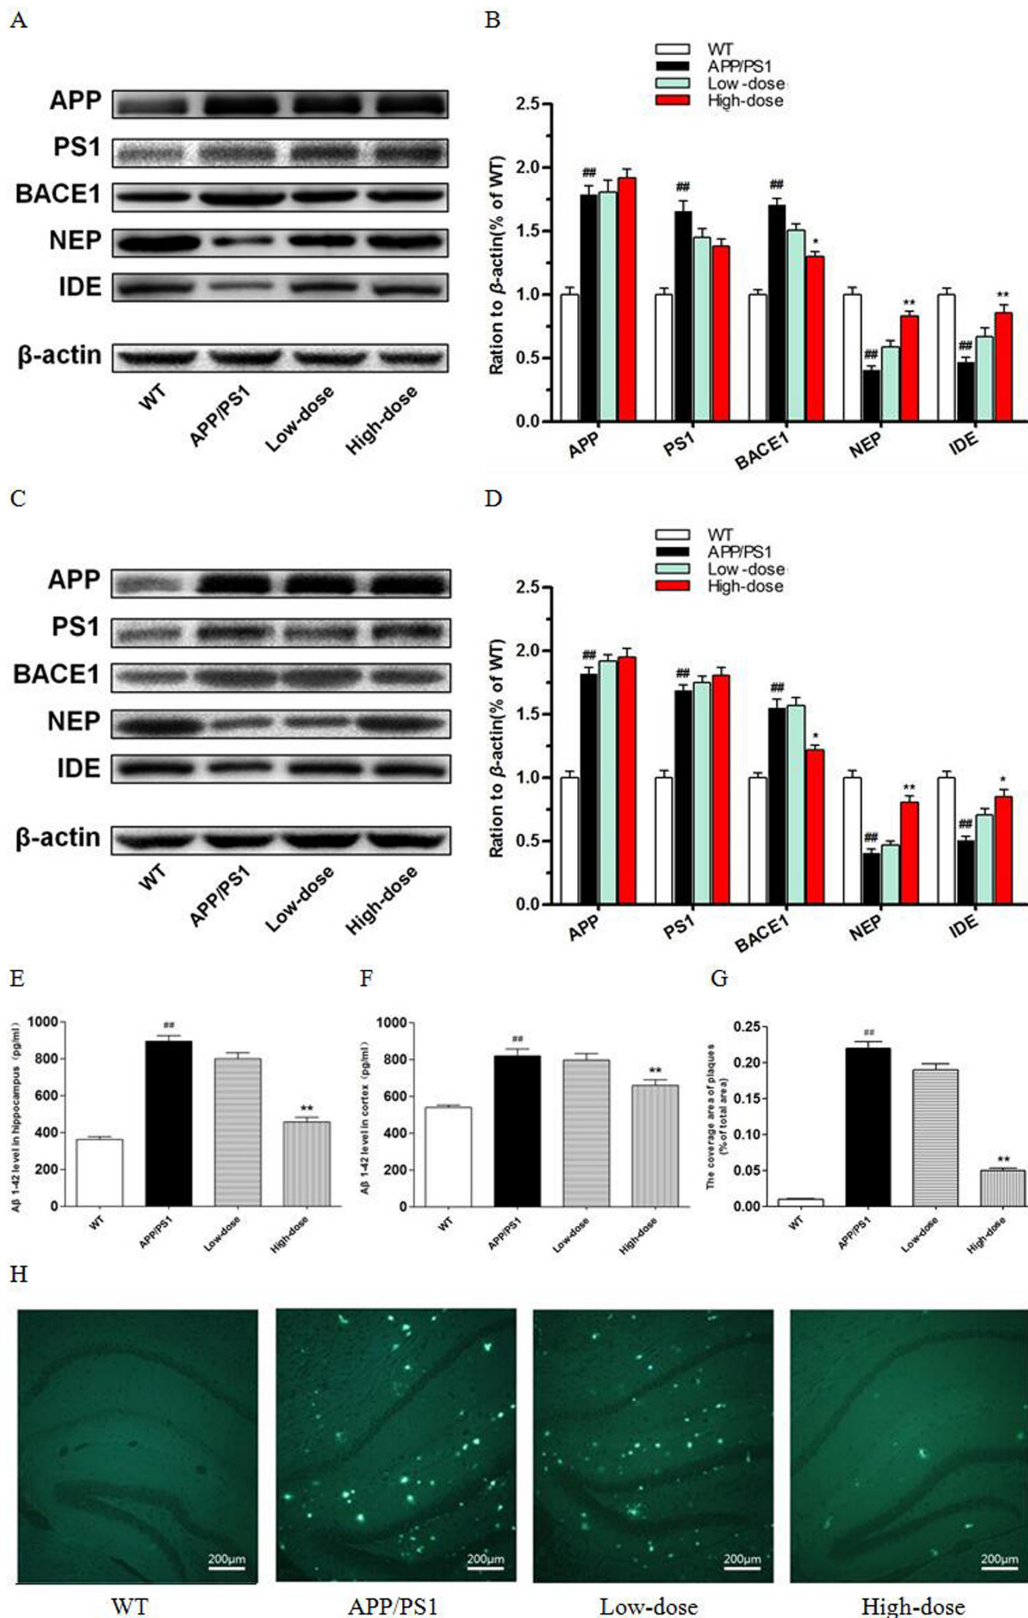 A
APP
PS1
BACE1
NEP
IDE
β-actin
WT
APP/PS1
Low-dose
High-dose
B
WT
APP/PS1
Low-dose
High-dose
Ration to β-actin(% of WT)
2.5
2.0
1.5
1.0
0.5
0.0
##
##
##
*
##
**
##
**
APP
PS1
BACE1
NEP
IDE
C
APP
PS1
BACE1
NEP
IDE
β-actin
WT
APP/PS1
Low-dose
High-dose
D
WT
APP/PS1
Low-dose
High-dose
Ration to β-actin(% of WT)
2.5
2.0
1.5
1.0
0.5
0.0
##
##
##
*
##
**
##
*
APP
PS1
BACE1
NEP
IDE
E
Aβ 1-42 level in hippocampus (pg/ml)
1000
800
600
400
200
0
##
**
WT
APP/PS1
Low-dose
High-dose
F
Aβ 1-42 level in cortex (pg/ml)
1000
800
600
400
200
0
##
**
WT
APP/PS1
Low-dose
High-dose
G
The coverage area of plaques
(% of total area)
0.25
0.20
0.15
0.10
0.05
0.00
##
**
WT
APP/PS1
Low-dose
High-dose
H
200μm
200μm
200μm
200μm
WT
APP/PS1
Low-dose
High-dose